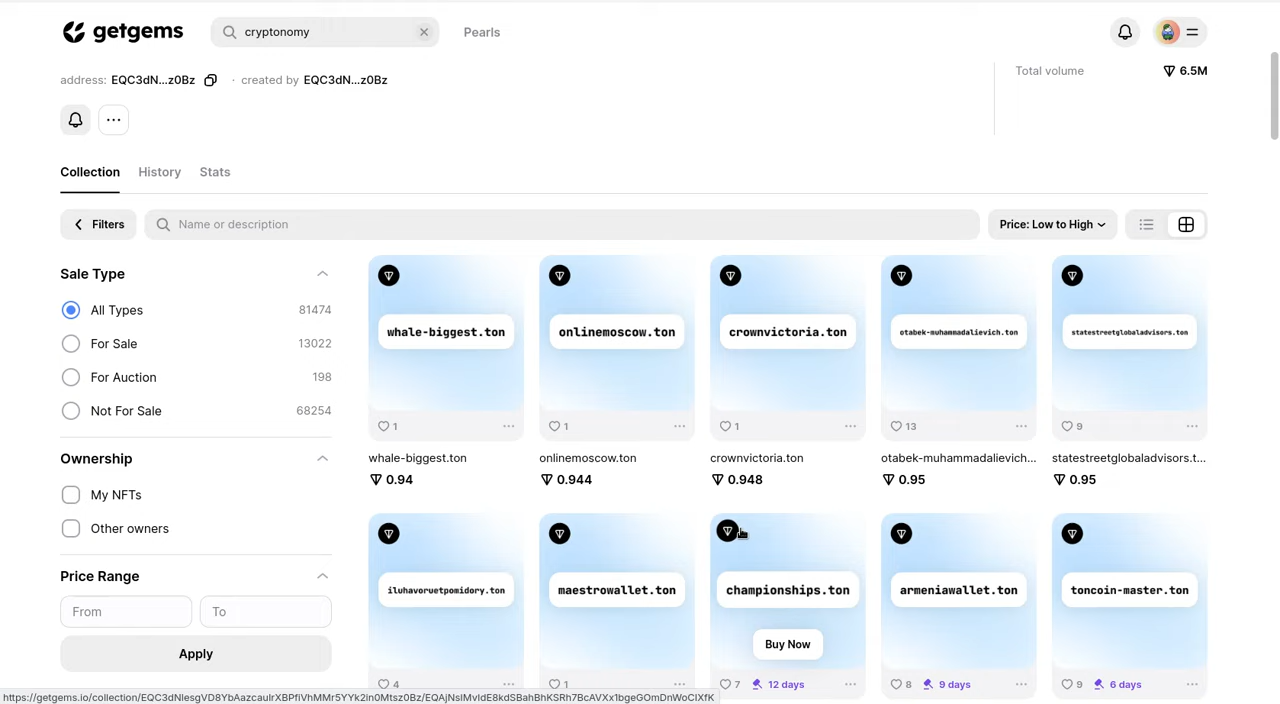 getgems
cryptonomy
Pearls
address: EQC3dN...z0Bz · created by EQC3dN...z0Bz
Total volume 6.5M
Collection History Stats
Filters
Name or description
Price: Low to High
Sale Type
All Types 81474
For Sale 13022
For Auction 198
Not For Sale 68254
Ownership
My NFTs
Other owners
Price Range
From To
Apply
whale-biggest.ton
1
whale-biggest.ton
0.94
onlinemoscow.ton
1
onlinemoscow.ton
0.944
crownvictoria.ton
1
crownvictoria.ton
0.948
otabek-muhammadalievich.ton
13
otabek-muhammadalievich...
0.95
statestreetglobaladvisors.ton
9
statestreetglobaladvisors.t...
0.95
iluhavoruetpomidory.ton
4
maestrowallet.ton
1
championships.ton
Buy Now
7 12 days
armeniawallet.ton
8 9 days
toncoin-master.ton
9 6 days